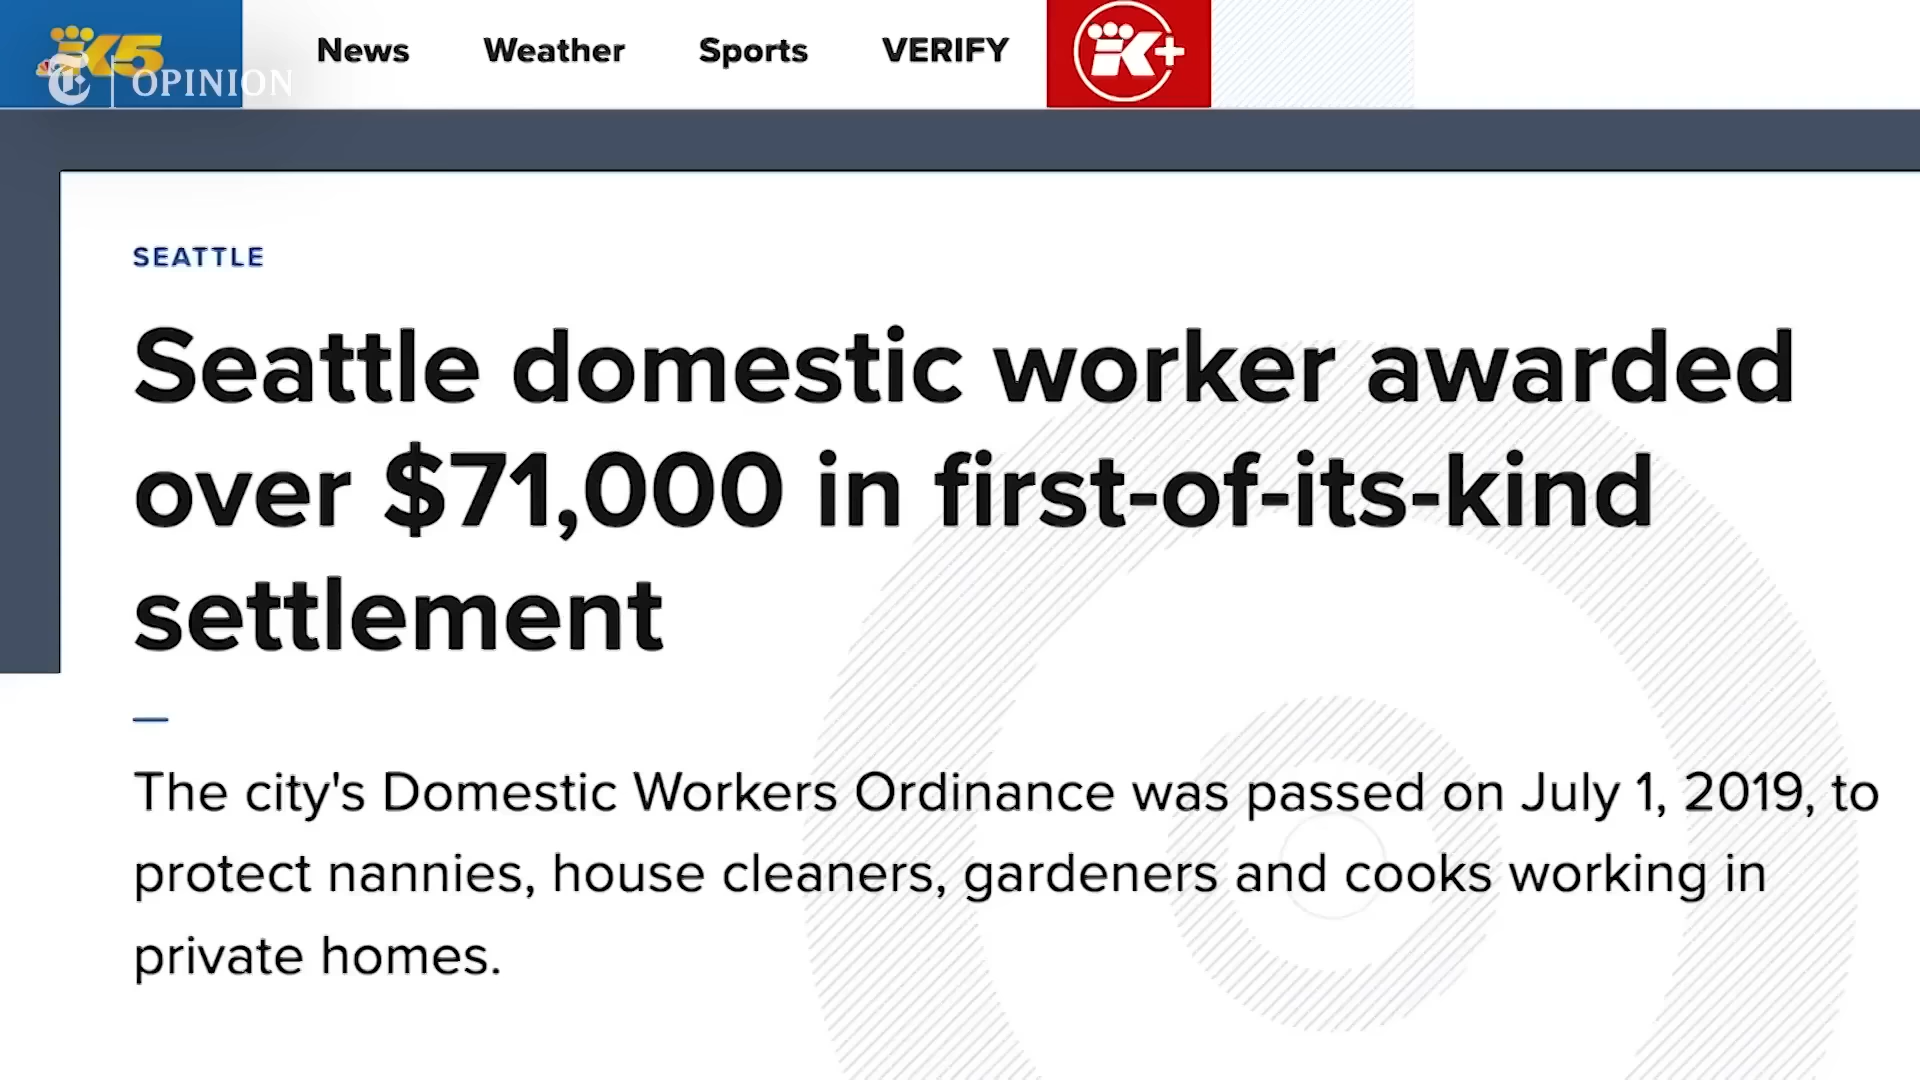 K5
OPINION
News Weather Sports VERIFY K+
SEATTLE
Seattle domestic worker awarded
over $71,000 in first-of-its-kind
settlement
The city's Domestic Workers Ordinance was passed on July 1, 2019, to
protect nannies, house cleaners, gardeners and cooks working in
private homes.